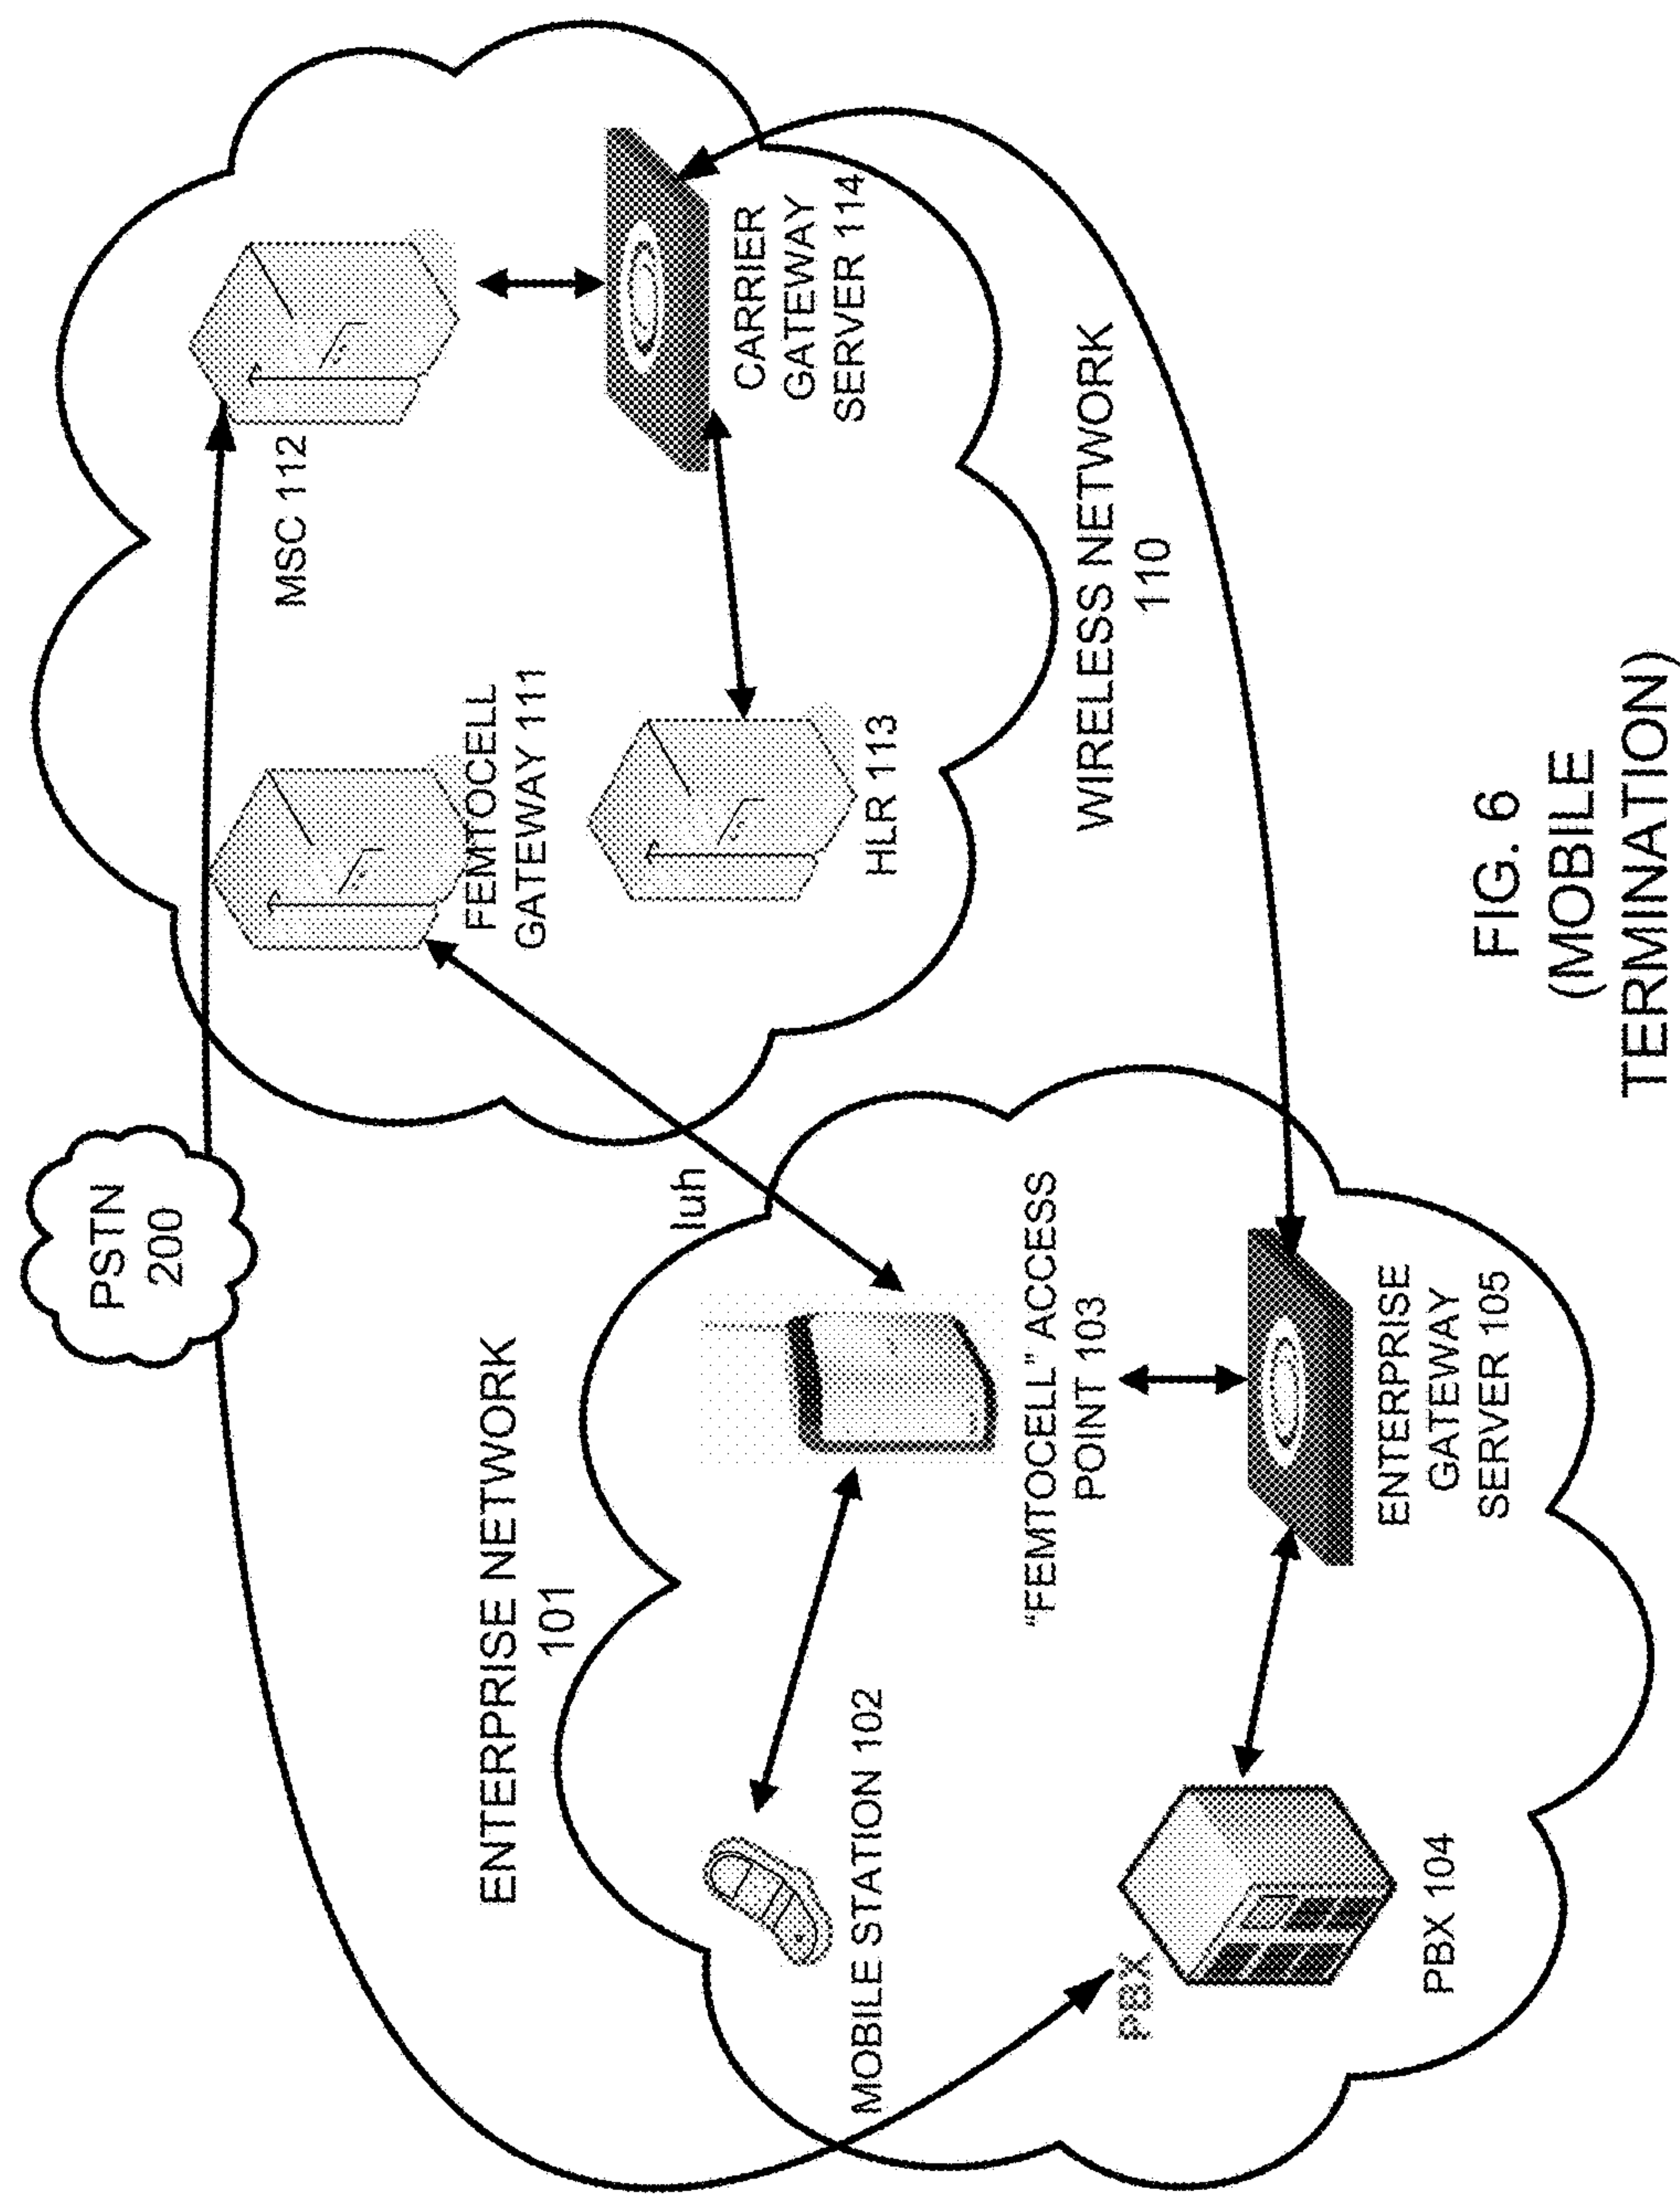 PSTN
200
ENTERPRISE NETWORK
101
MOBILE STATION 102
"FEMTOCELL" ACCESS
POINT 103
PBX
PBX 104
ENTERPRISE
GATEWAY
SERVER 105
Iuh
FEMTOCELL
GATEWAY 111
MSC 112
HLR 113
CARRIER
GATEWAY
SERVER 114
WIRELESS NETWORK
110
FIG. 6
(MOBILE
TERMINATION)